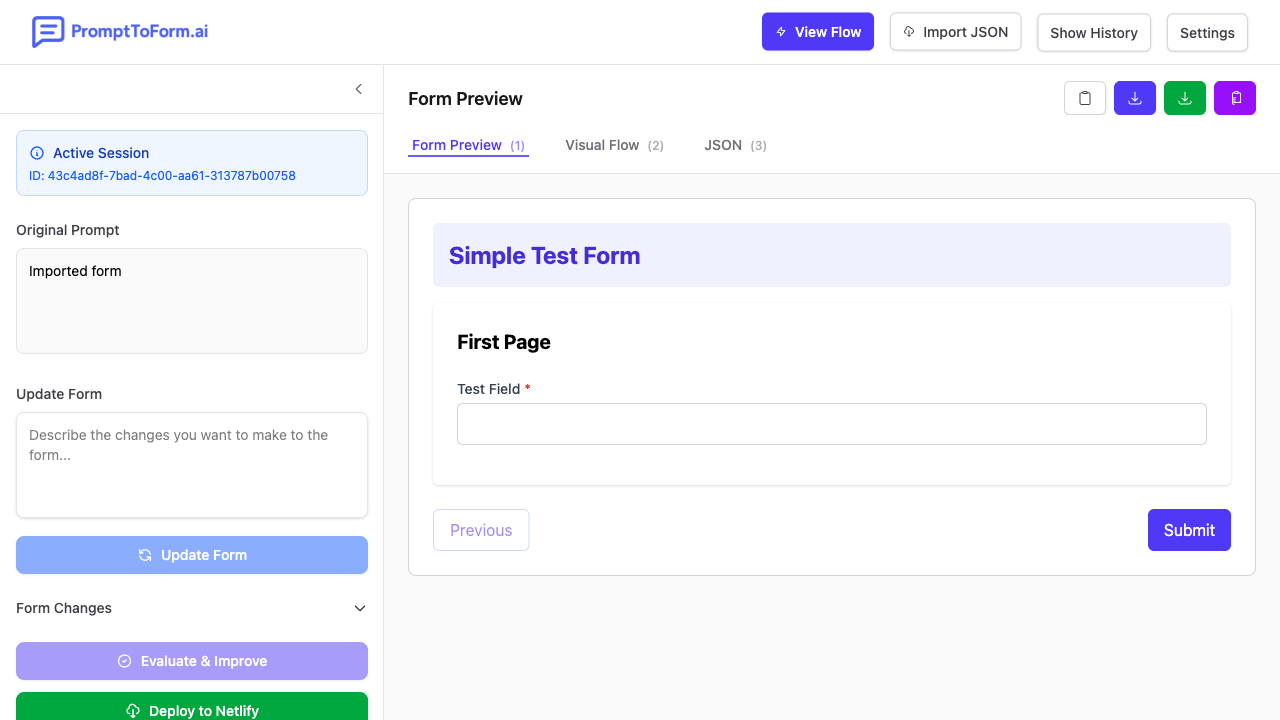 PromptToForm.ai
View Flow
Import JSON
Show History
Settings
Active Session
ID: 43c4ad8f-7bad-4c00-aa61-313787b00758
Original Prompt
Imported form
Update Form
Describe the changes you want to make to the
form...
Update Form
Form Changes
Evaluate & Improve
Deploy to Netlify
Form Preview
Form Preview (1)
Visual Flow (2)
JSON (3)
Simple Test Form
First Page
Test Field *
Previous
Submit